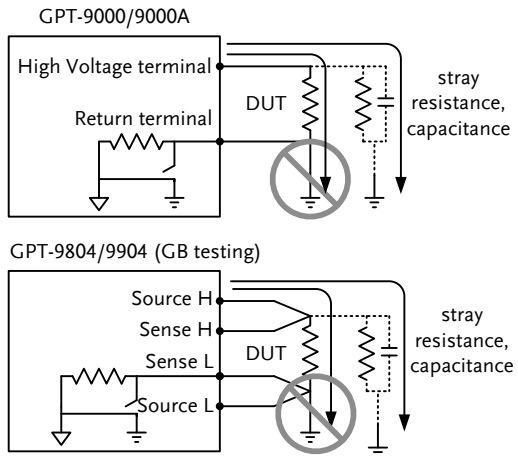 GPT-9000/9000A
High Voltage terminal
DUT
Return terminal
stray
resistance,
capacitance
GPT-9804/9904 (GB testing)
Source H
Sense H
Sense L
DUT
Source L
stray
resistance,
capacitance